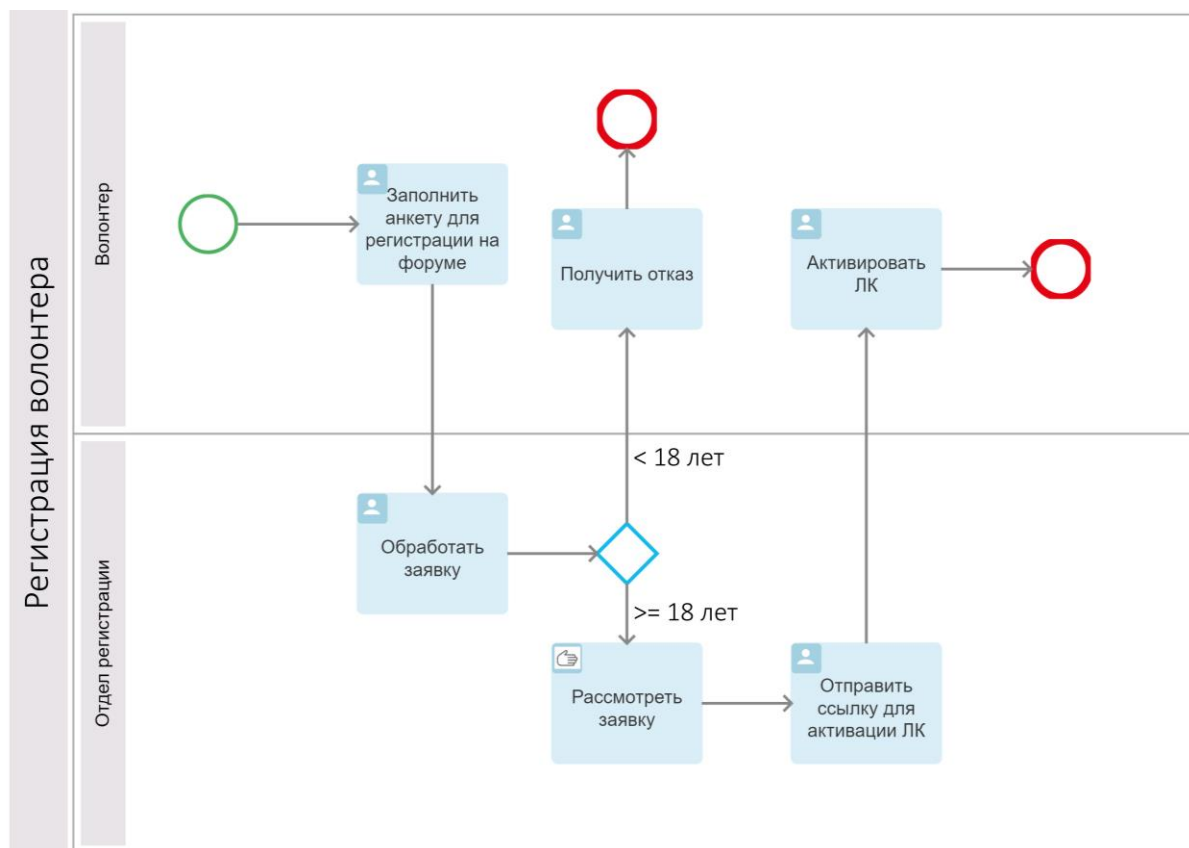 Регистрация волонтера
Волонтер
Заполнить
анкету для
регистрации на
форуме
Получить отказ
Активировать
ЛК
Отдел регистрации
< 18 лет
Обработать
заявку
>= 18 лет
Рассмотреть
заявку
Отправить
ссылку для
активации ЛК